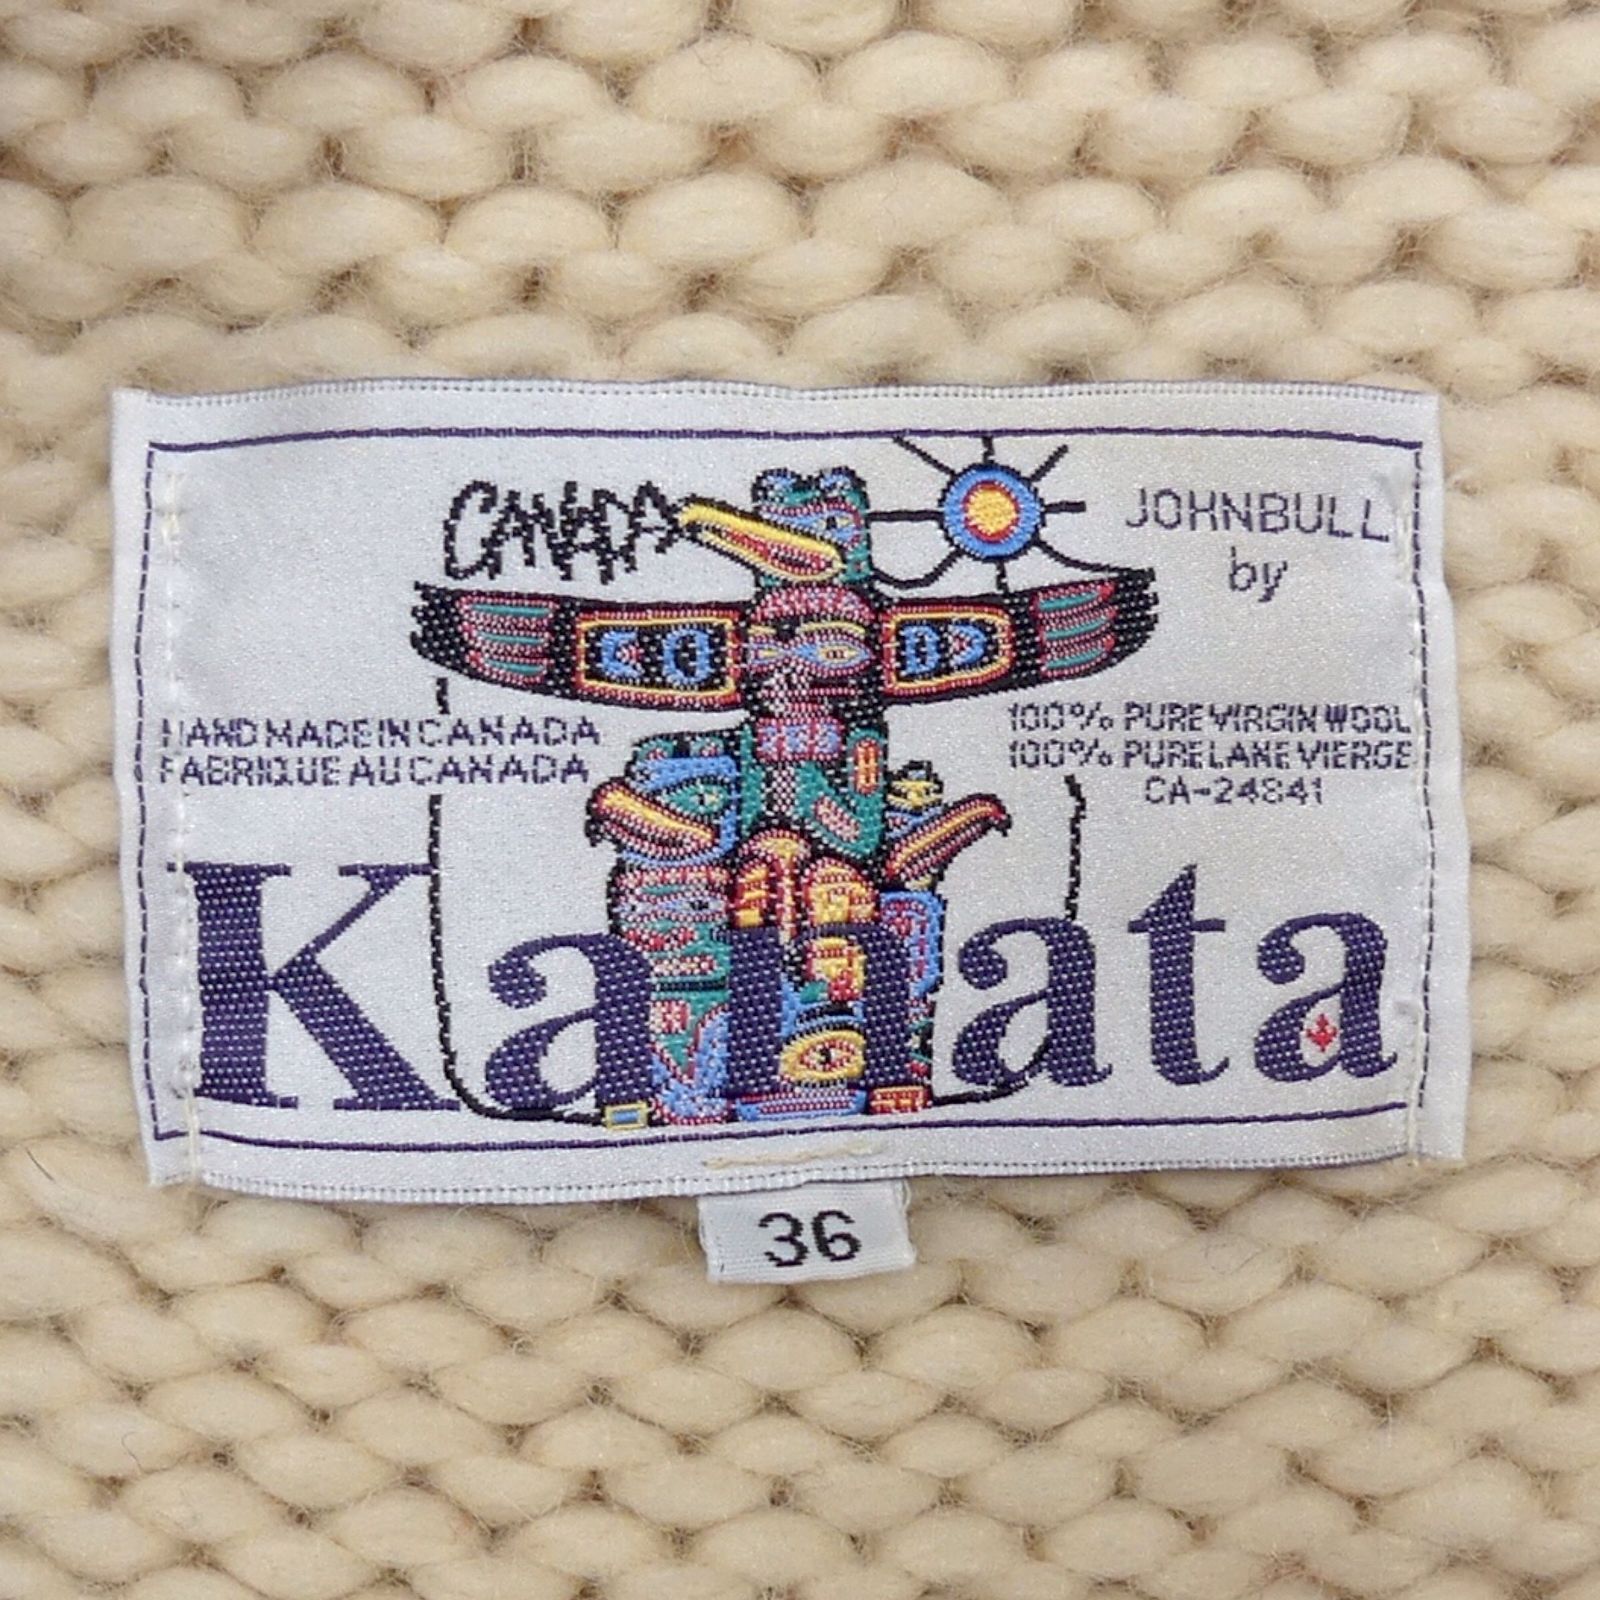 CANADA
JOHNBULL
by
HAND MADE IN CANADA
FABRIQUE AU CANADA
100% PURE VIRGIN WOOL
100% PURE LANE VIERGE
CA-24841
Kanata
36